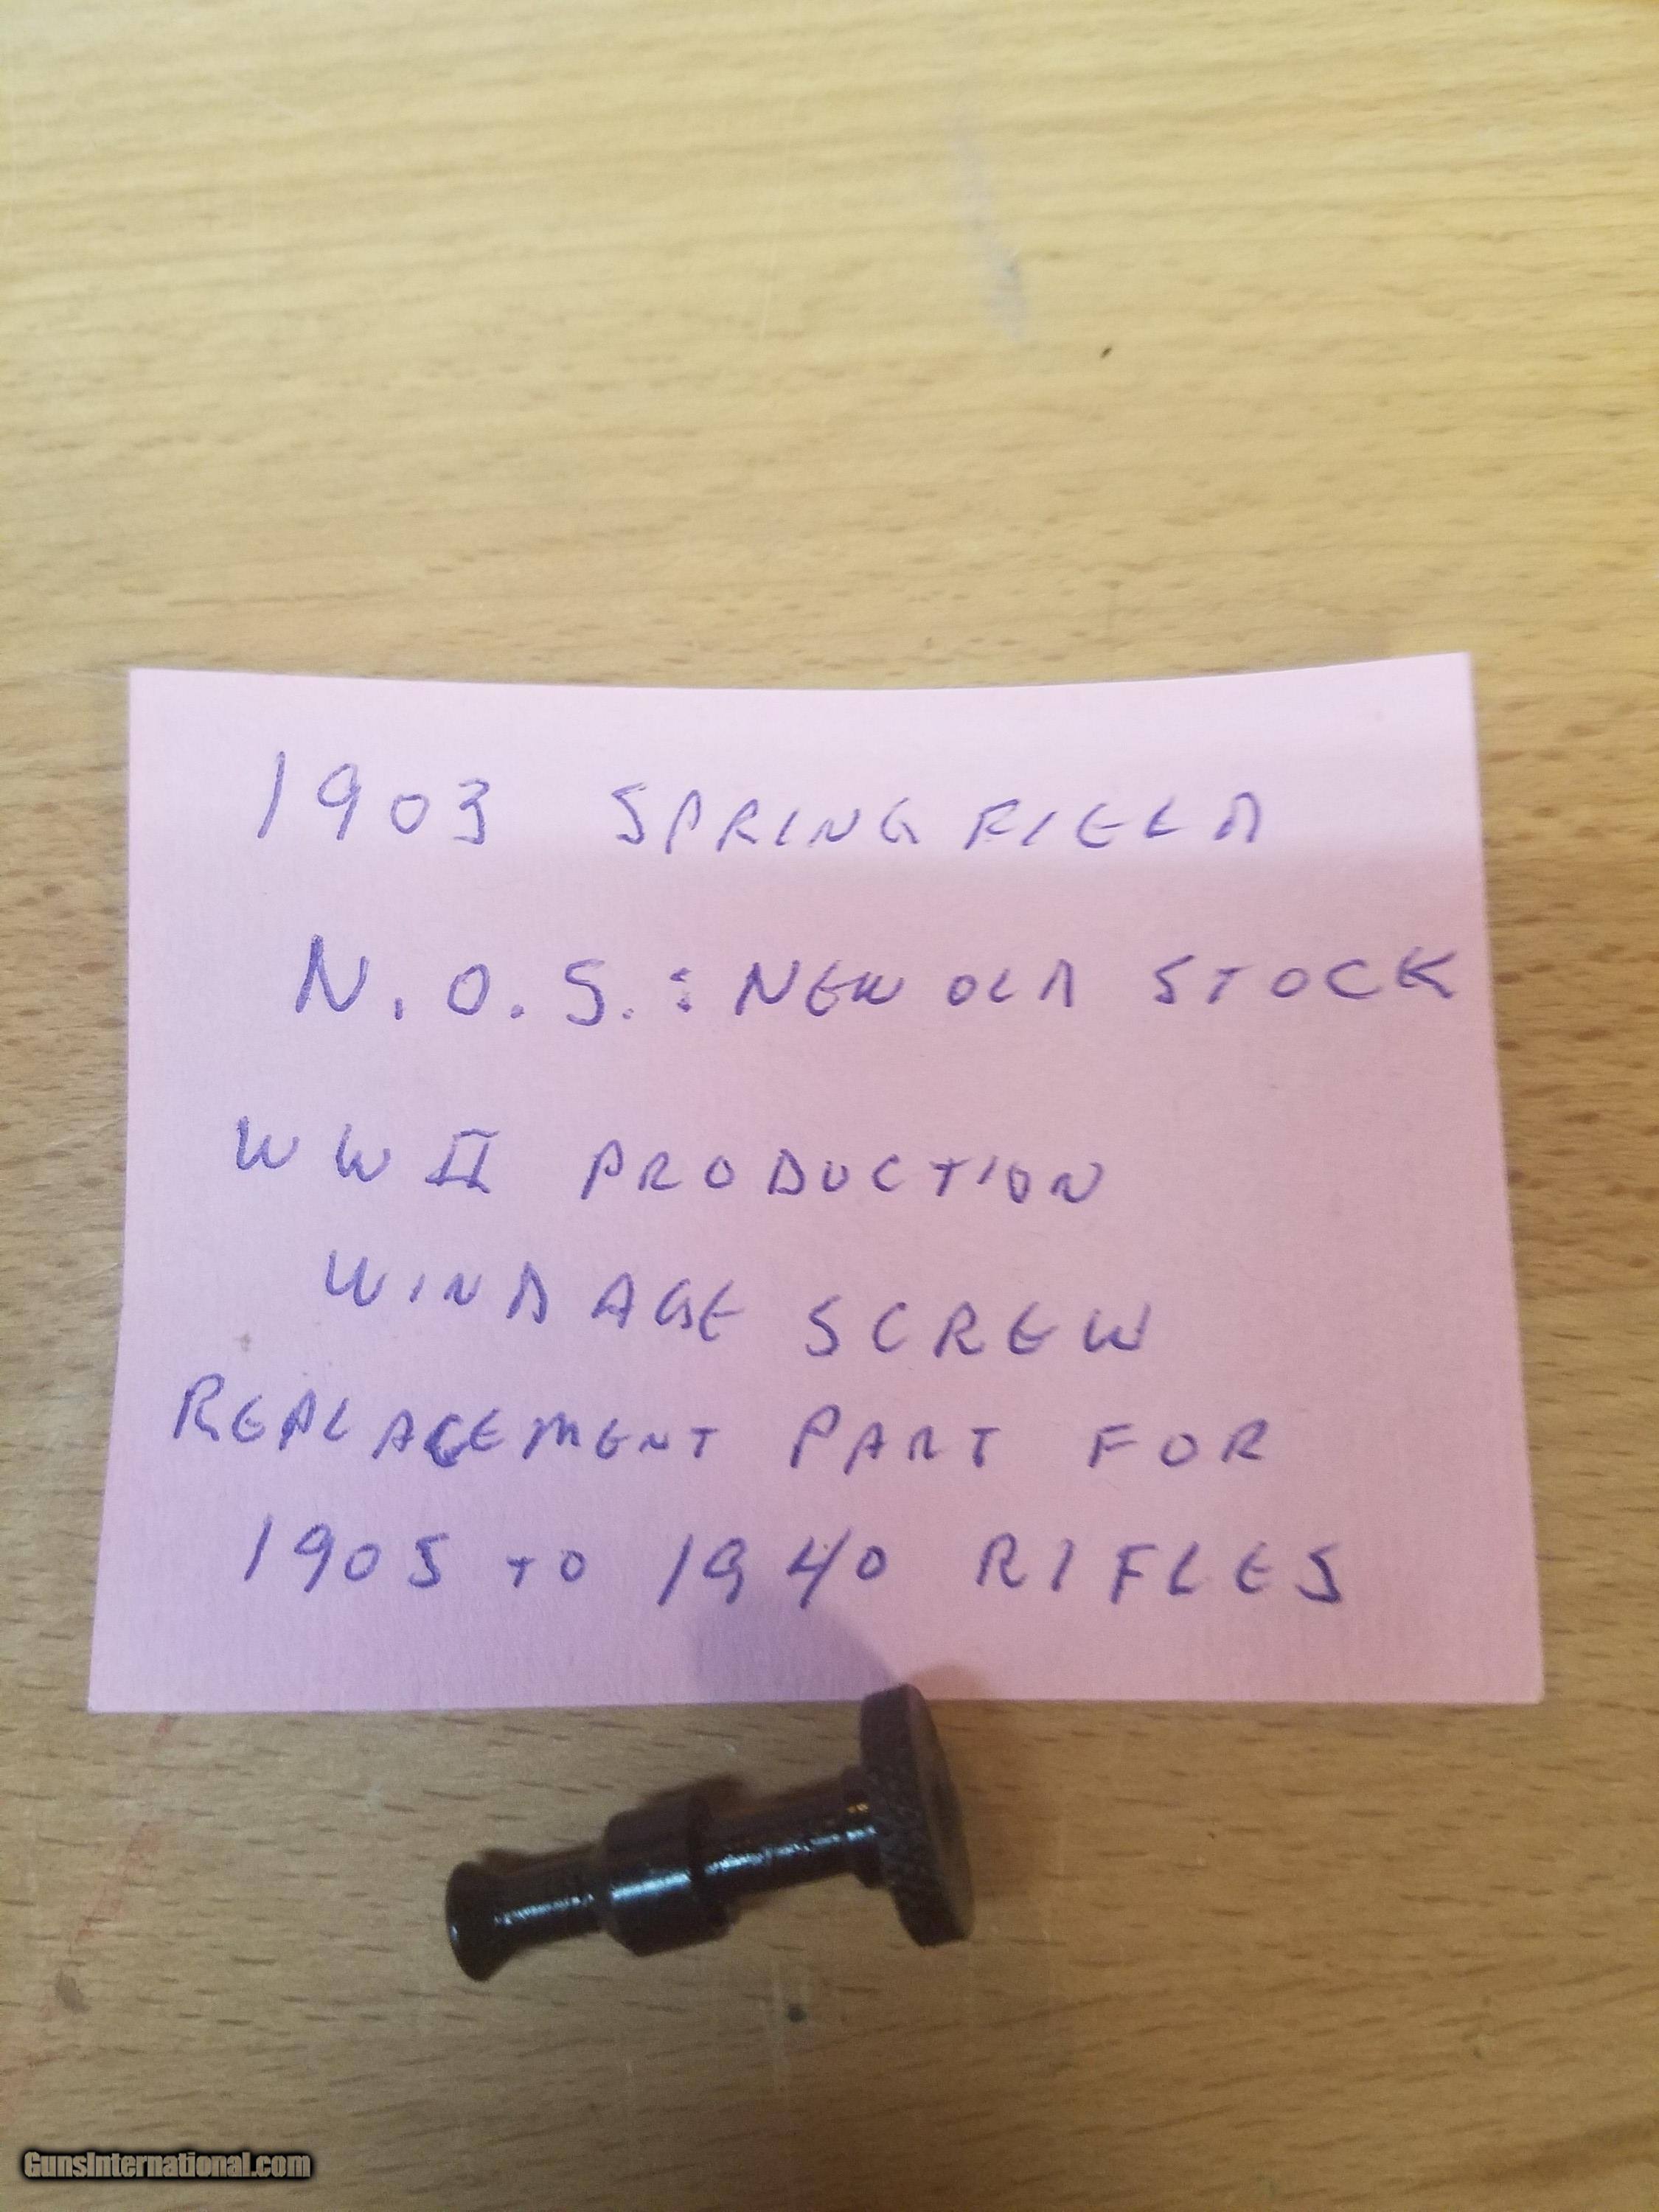 1903 SPRINGFIELD
N.O.S.: NEW OLD STOCK
WW II PRODUCTION
WINDAGE SCREW
REPLACEMENT PART FOR
1905 TO 1940 RIFLES
GunsInternational.com